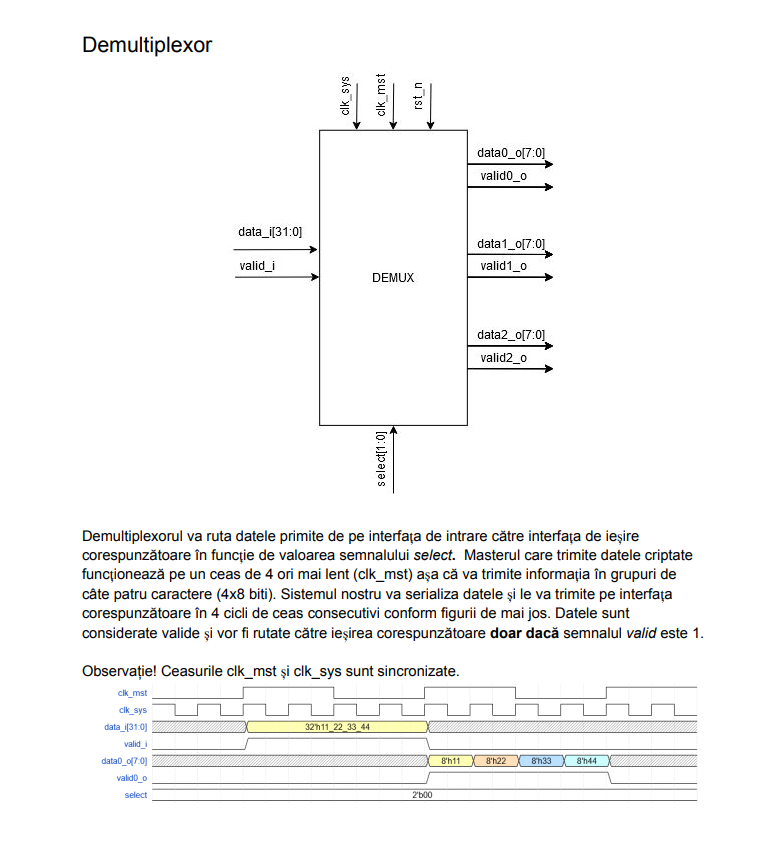 Demultiplexor
clk_sys
clk_mst
rst_n
data0_o[7:0]
valid0_o
data_i[31:0]
valid_i
data1_o[7:0]
valid1_o
DEMUX
data2_o[7:0]
valid2_o
select[1:0]
Demultiplexorul va ruta datele primite de pe interfața de intrare către interfața de ieșire
corespunzătoare în funcție de valoarea semnalului select. Masterul care trimite datele criptate
funcționează pe un ceas de 4 ori mai lent (clk_mst) așa că va trimite informația în grupuri de
câte patru caractere (4x8 biti). Sistemul nostru va serializa datele și le va trimite pe interfața
corespunzătoare în 4 cicli de ceas consecutivi conform figurii de mai jos. Datele sunt
considerate valide și vor fi rutate către ieșirea corespunzătoare doar dacă semnalul valid este 1.
Observație! Ceasurile clk_mst și clk_sys sunt sincronizate.
clk_mst
clk_sys
data_i[31:0] 32'h11_22_33_44
valid_i
data0_o[7:0] 8'h11 8'h22 8'h33 8'h44
valid0_o
select 2'b00